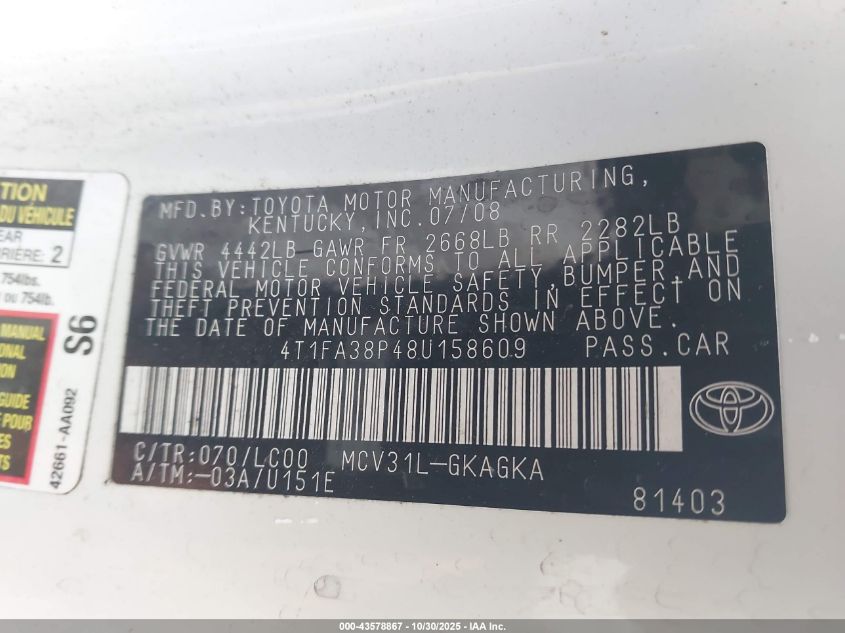 TION
DU VÉHICULE
EAR
RRIÈRE: 2
754lbs.
OU 754lb.
MANUAL
ONAL
ION
GUIDE
POUR
ES
S
S6
42661-AA092
MFD.BY:TOYOTA MOTOR MANUFACTURING,
KENTUCKY, INC.07/08
GVWR 4442LB GAWR FR 2668LB RR 2282LB
THIS VEHICLE CONFORMS TO ALL APPLICABLE
FEDERAL MOTOR VEHICLE SAFETY,BUMPER,AND
THEFT PREVENTION STANDARDS IN EFFECT ON
THE DATE OF MANUFACTURE SHOWN ABOVE.
4T1FA38P48U158609 PASS.CAR
C/TR:070/LC00 MCV31L-GKAGKA
A/TM:-03A/U151E
81403
000-43578867 - 10/30/2025 - IAA Inc.